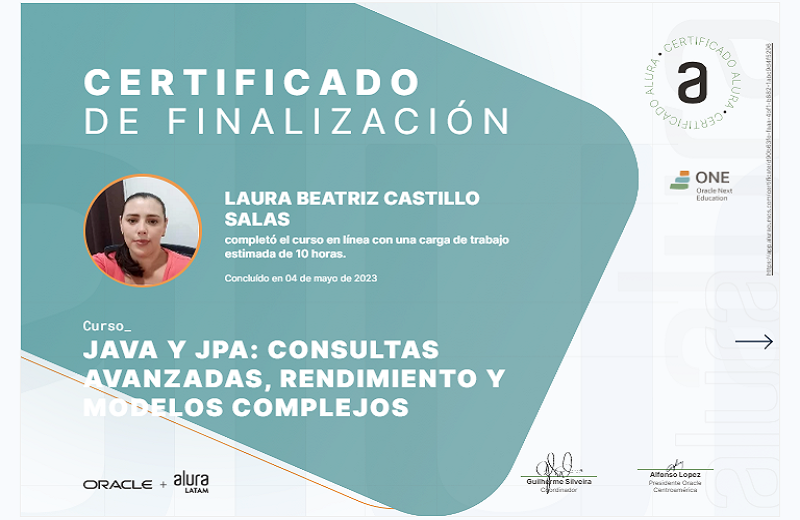 CERTIFICADO
DE FINALIZACIÓN
CERTIFICADO ALURA • CERTIFICADO ALURA •
a
ONE
Oracle Next
Education
LAURA BEATRIZ CASTILLO
SALAS
completó el curso en línea con una carga de trabajo
estimada de 10 horas.
Concluído en 04 de mayo de 2023
Curso_
JAVA Y JPA: CONSULTAS
AVANZADAS, RENDIMIENTO Y
MODELOS COMPLEJOS
ORACLE + alura
LATAM
Guilherme Silveira
Coordinador
Alfonso Lopez
Presidente Oracle
Centroamérica
alura